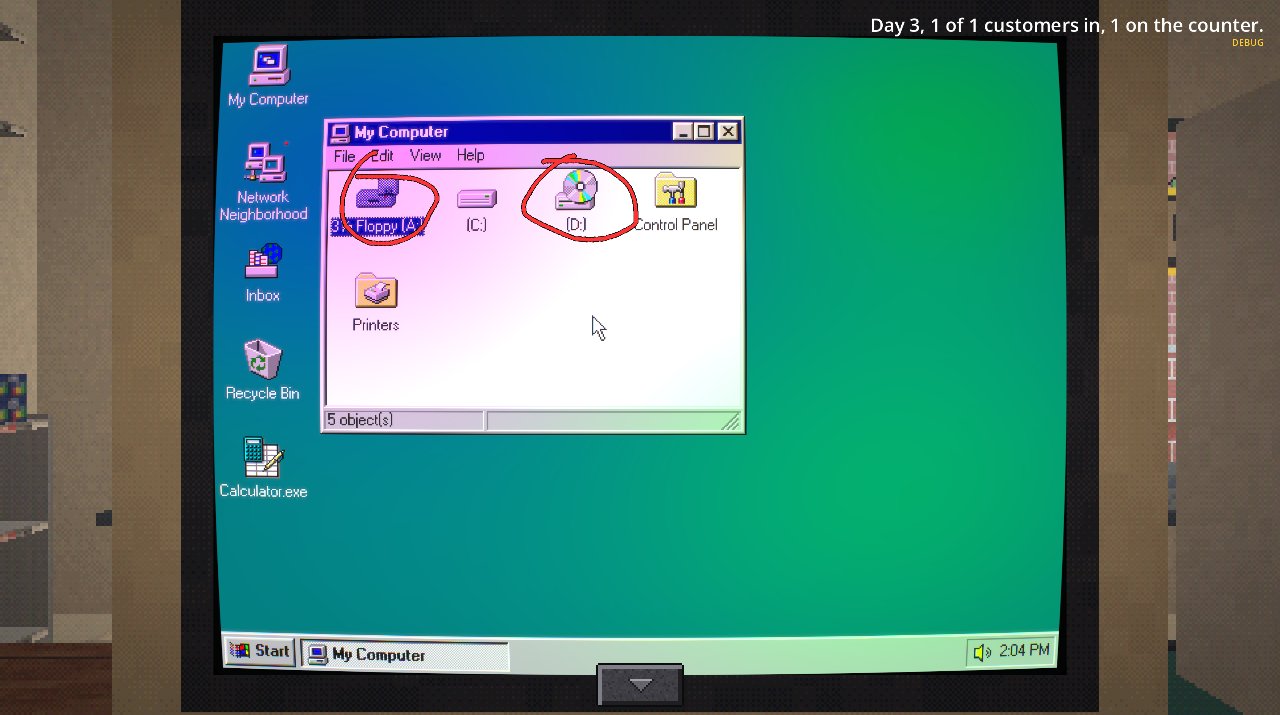 Day 3, 1 of 1 customers in, 1 on the counter.
DEBUG
My Computer
Network
Neighborhood
Inbox
Recycle Bin
Calculator.exe
My Computer
File Edit View Help
Floppy (A:
(C:)
(D:)
Control Panel
Printers
5 object(s)
Start
My Computer
2:04 PM